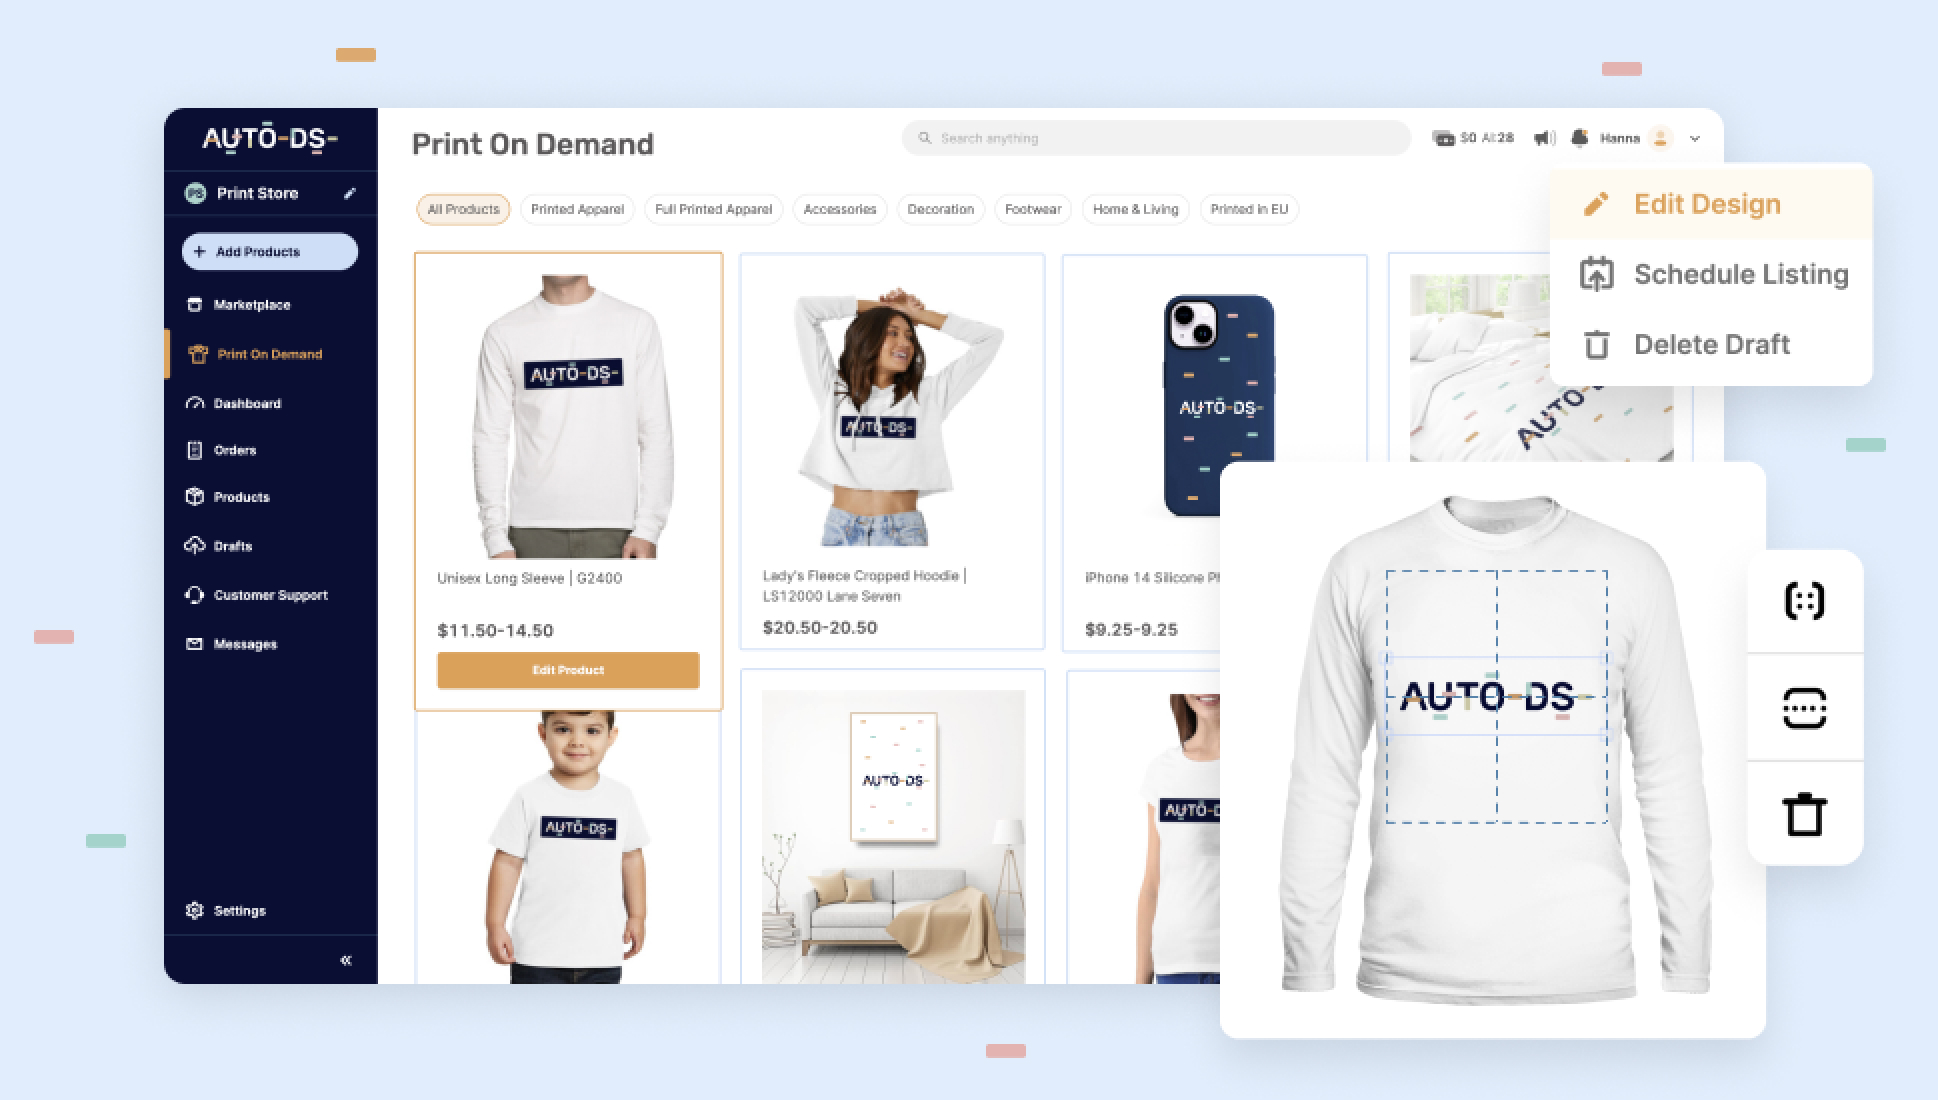 AUTO-DS-
Print Store
Add Products
Marketplace
Print On Demand
Dashboard
Orders
Products
Drafts
Customer Support
Messages
Settings
Print On Demand
Search anything
$0 AI:28
Hanna
All Products
Printed Apparel
Full Printed Apparel
Accessories
Decoration
Footwear
Home & Living
Printed in EU
Edit Design
Schedule Listing
Delete Draft
AUTO-DS-
Unisex Long Sleeve | G2400
$11.50-14.50
Edit Product
AUTO-DS-
Lady's Fleece Cropped Hoodie |
LS12000 Lane Seven
$20.50-20.50
AUTO-DS-
iPhone 14 Silicone
$9.25-9.25
AUTO-
AUTO-DS-
AUTO-DS-
AUTO-
AUTO-DS-